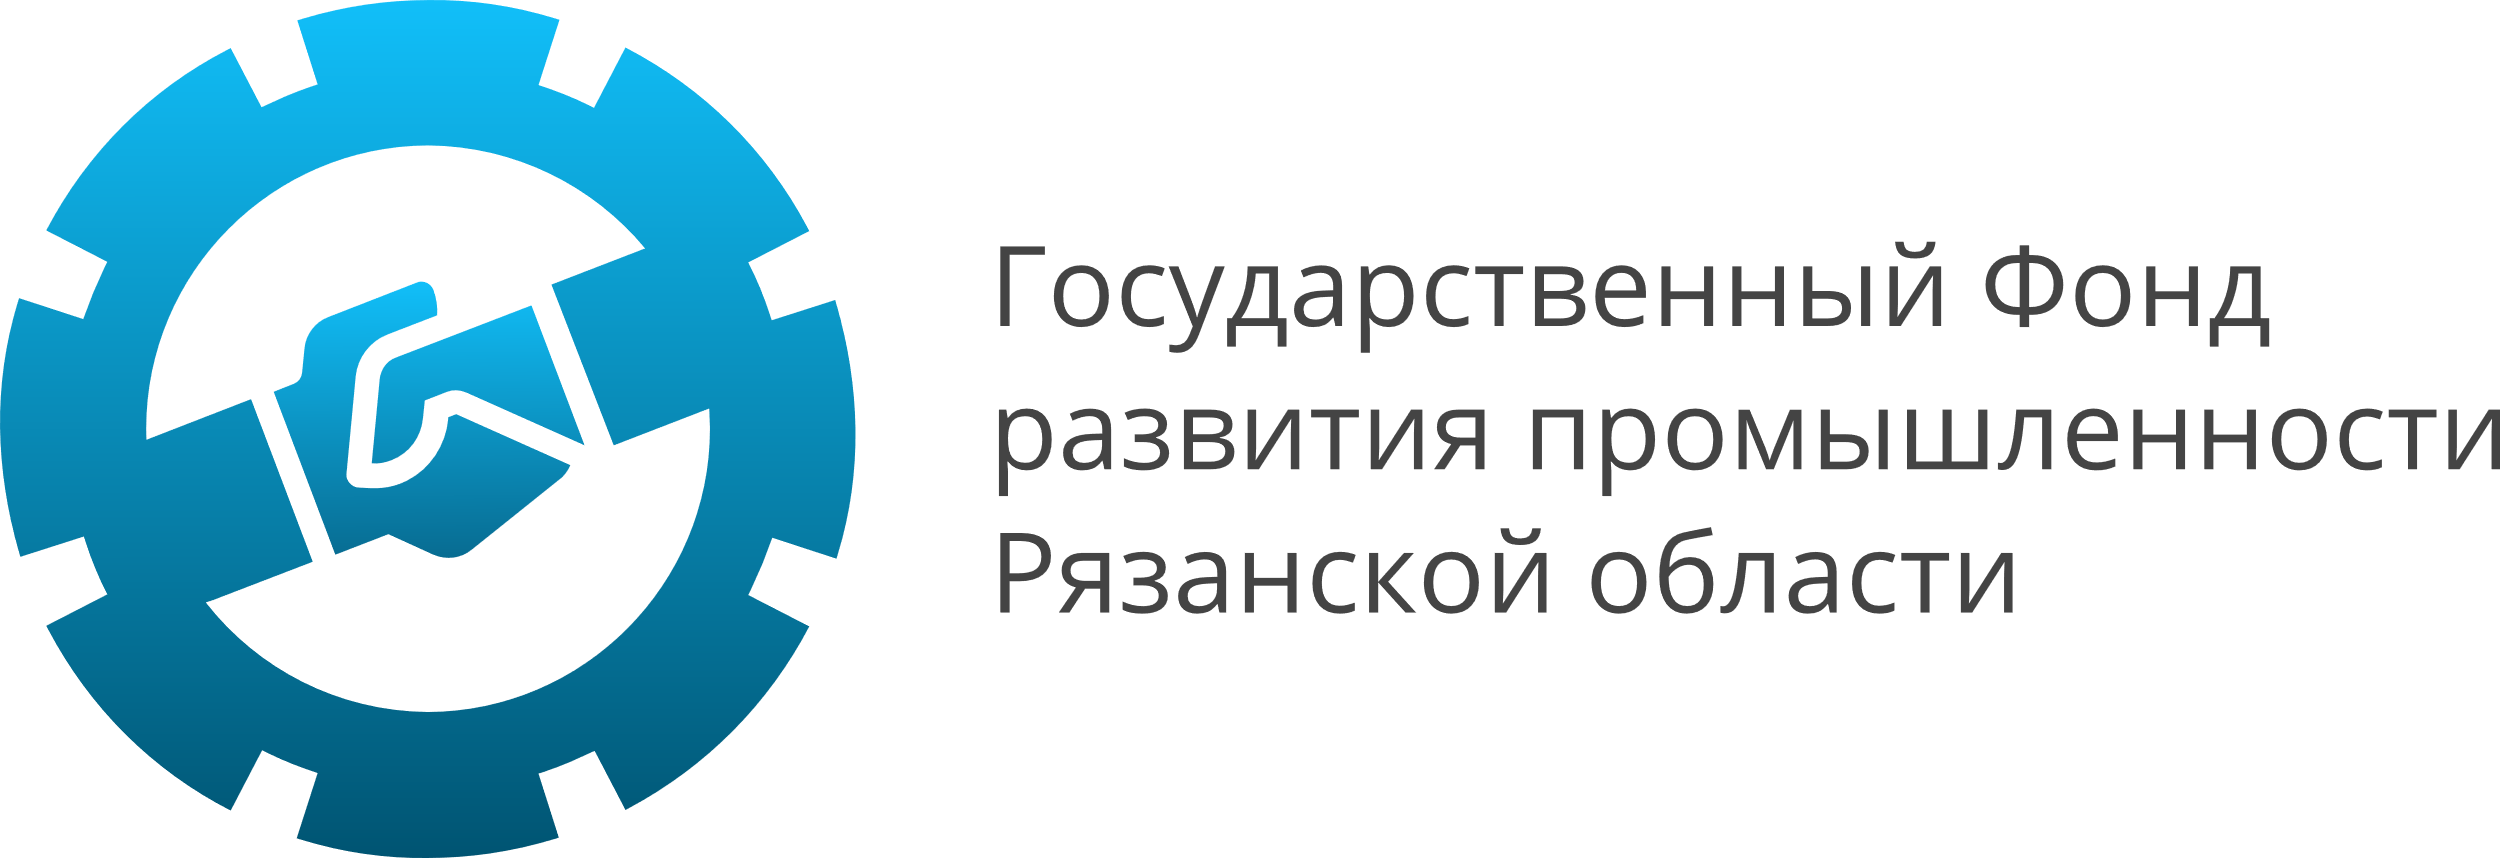 Государственный Фонд
развития промышленности
Рязанской области